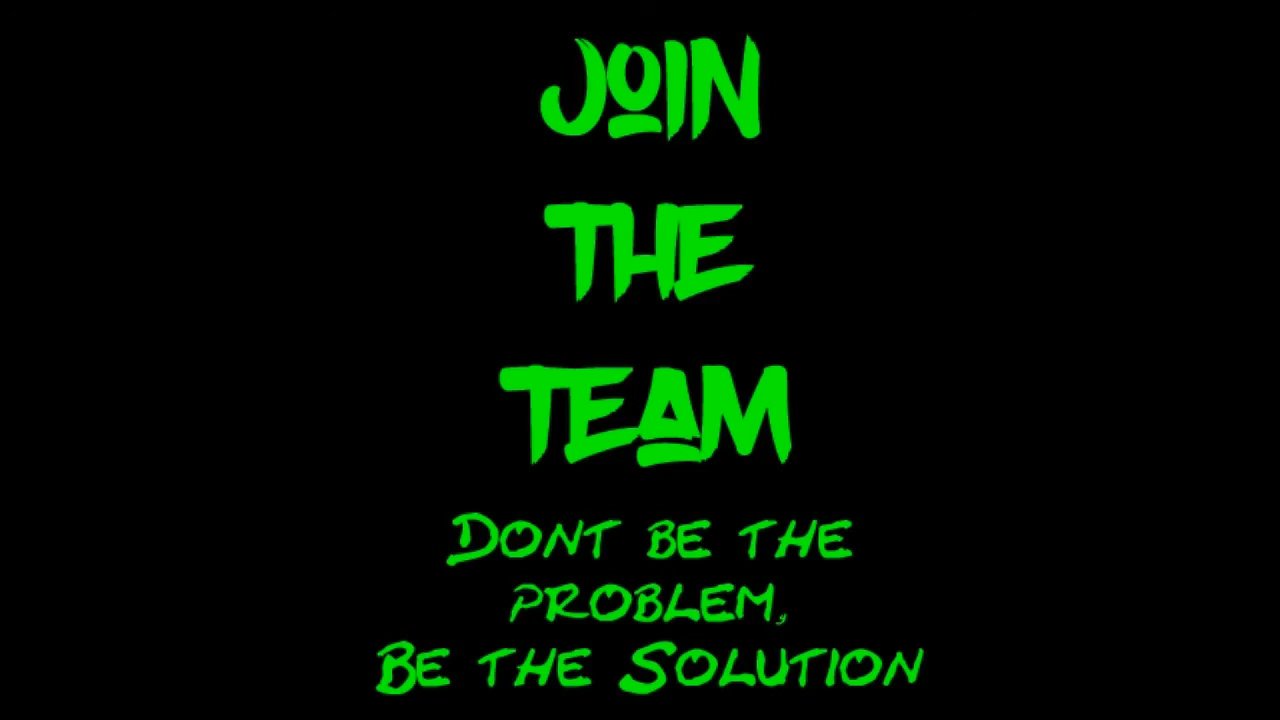 JOIN
THE
TEAM
DONT BE THE
PROBLEM,
BE THE SOLUTION